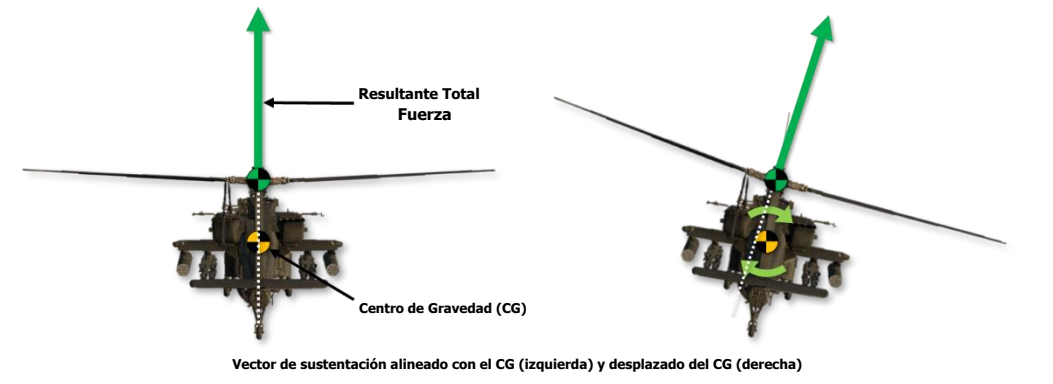 Resultante Total
Fuerza
Centro de Gravedad (CG)
Vector de sustentación alineado con el CG (izquierda) y desplazado del CG (derecha)